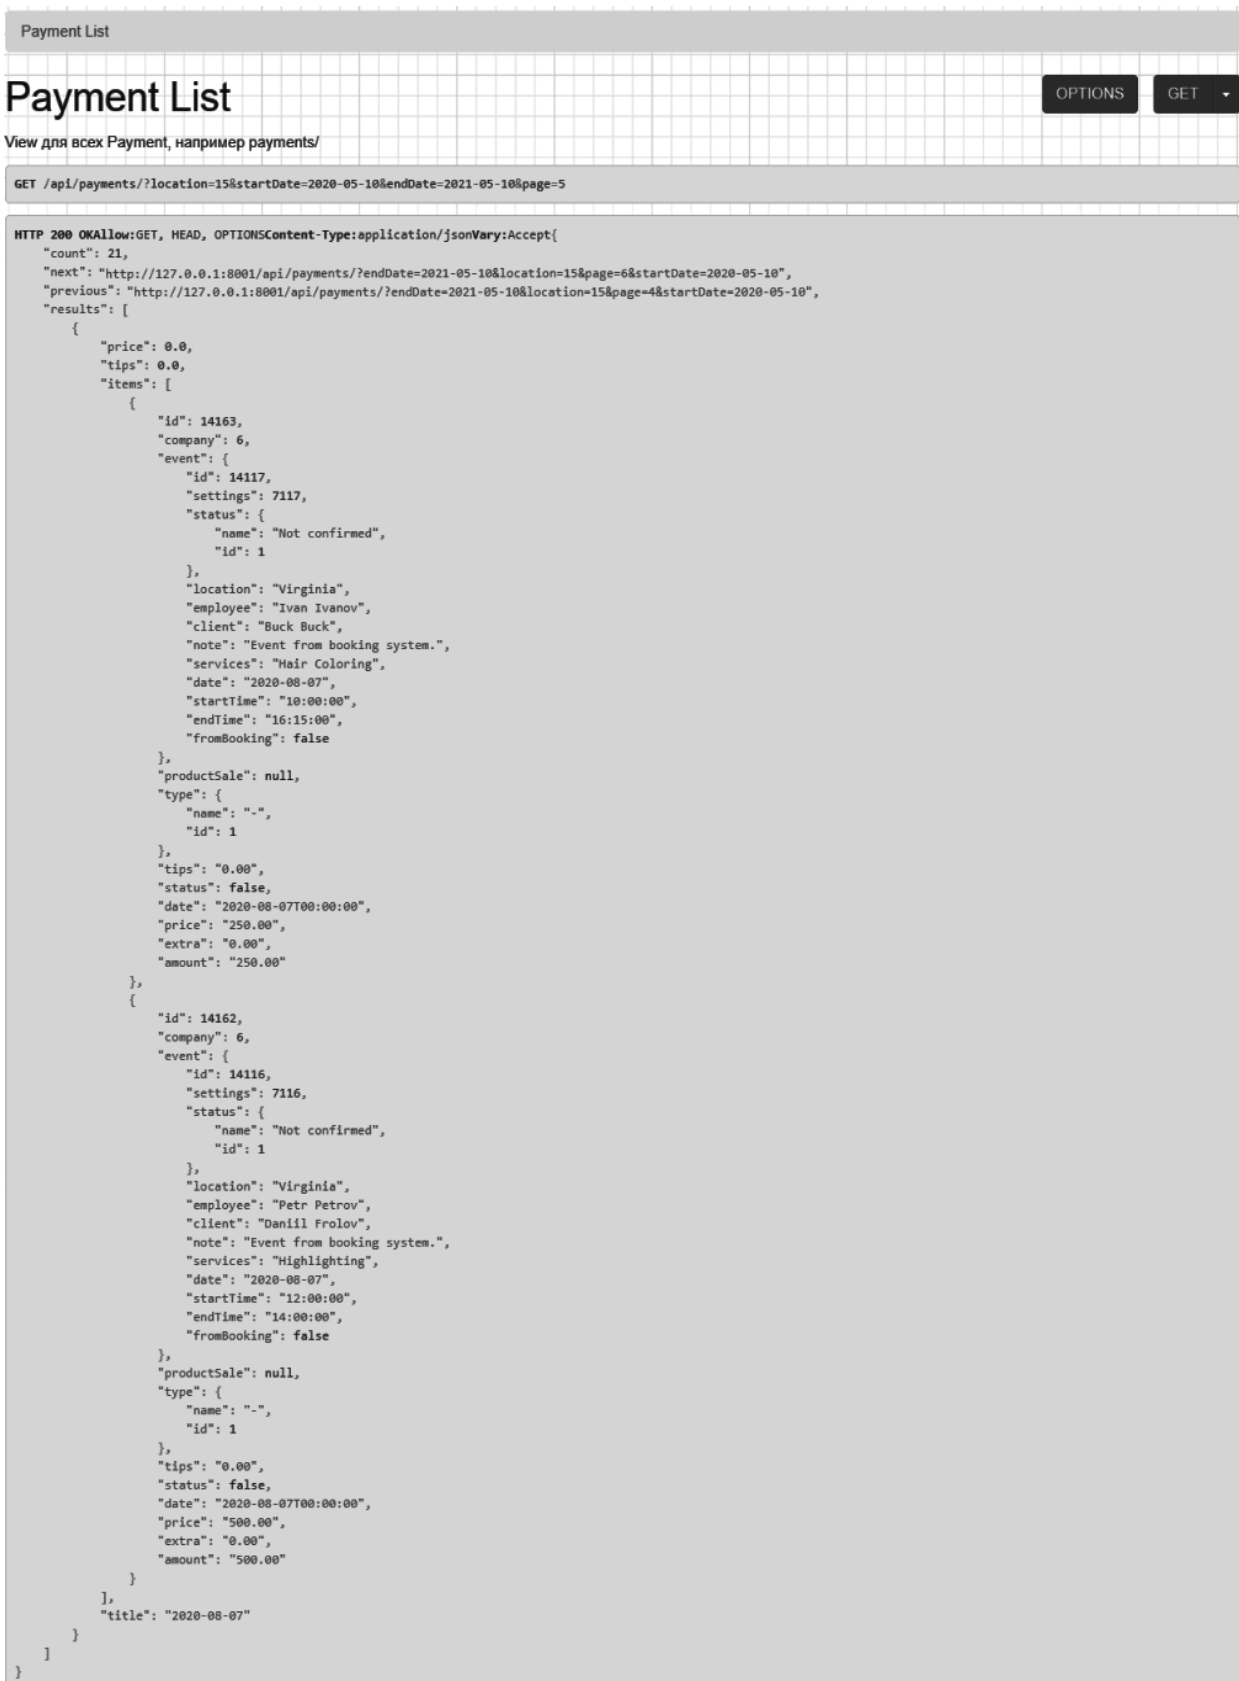 Payment List
Payment List
OPTIONS
GET
View для всех Payment, например payments/
GET /api/payments/?location=15&startDate=2020-05-10&endDate=2021-05-10&page=5
HTTP 200 OKAllow:GET, HEAD, OPTIONSContent-Type:application/jsonVary:Accept{
    "count": 21,
    "next": "http://127.0.0.1:8001/api/payments/?endDate=2021-05-10&location=15&page=6&startDate=2020-05-10",
    "previous": "http://127.0.0.1:8001/api/payments/?endDate=2021-05-10&location=15&page=4&startDate=2020-05-10",
    "results": [
        {
            "price": 0.0,
            "tips": 0.0,
            "items": [
                {
                    "id": 14163,
                    "company": 6,
                    "event": {
                        "id": 14117,
                        "settings": 7117,
                        "status": {
                            "name": "Not confirmed",
                            "id": 1
                        },
                        "location": "Virginia",
                        "employee": "Ivan Ivanov",
                        "client": "Buck Buck",
                        "note": "Event from booking system.",
                        "services": "Hair Coloring",
                        "date": "2020-08-07",
                        "startTime": "10:00:00",
                        "endTime": "16:15:00",
                        "fromBooking": false
                    },
                    "productSale": null,
                    "type": {
                        "name": "-",
                        "id": 1
                    },
                    "tips": "0.00",
                    "status": false,
                    "date": "2020-08-07T00:00:00",
                    "price": "250.00",
                    "extra": "0.00",
                    "amount": "250.00"
                },
                {
                    "id": 14162,
                    "company": 6,
                    "event": {
                        "id": 14116,
                        "settings": 7116,
                        "status": {
                            "name": "Not confirmed",
                            "id": 1
                        },
                        "location": "Virginia",
                        "employee": "Petr Petrov",
                        "client": "Daniil Frolov",
                        "note": "Event from booking system.",
                        "services": "Highlighting",
                        "date": "2020-08-07",
                        "startTime": "12:00:00",
                        "endTime": "14:00:00",
                        "fromBooking": false
                    },
                    "productSale": null,
                    "type": {
                        "name": "-",
                        "id": 1
                    },
                    "tips": "0.00",
                    "status": false,
                    "date": "2020-08-07T00:00:00",
                    "price": "500.00",
                    "extra": "0.00",
                    "amount": "500.00"
                }
            ],
            "title": "2020-08-07"
        }
    ]
}